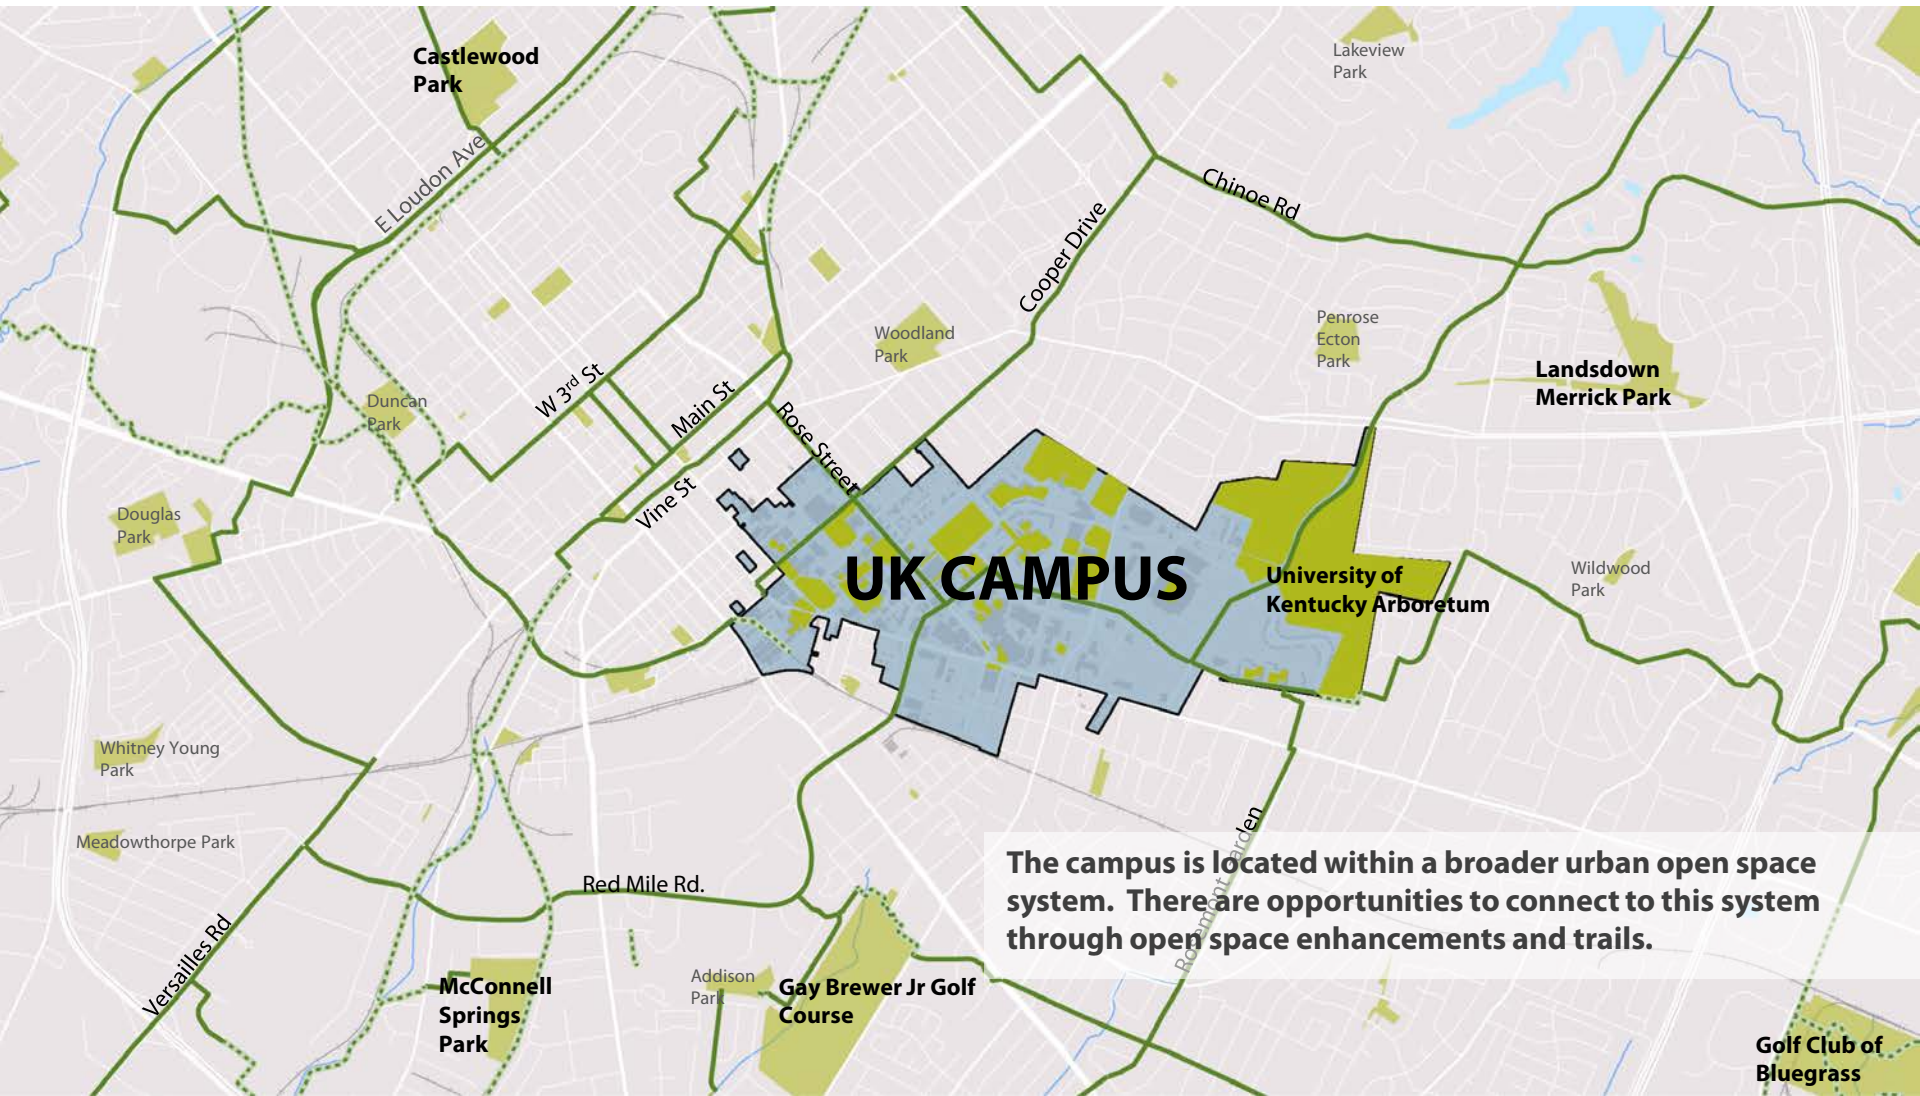 Castlewood
Park
Lakeview
Park
E Loudon Ave
Chinoe Rd
Cooper Drive
Woodland
Park
Penrose
Ecton
Park
Landsdown
Merrick Park
W 3rd St
Main St
Duncan
Park
Rose Street
Vine St
Douglas
Park
UK CAMPUS
University of
Kentucky Arboretum
Wildwood
Park
Whitney Young
Park
Meadowthorpe Park
Red Mile Rd.
Rosemont Garden
The campus is located within a broader urban open space
system.  There are opportunities to connect to this system
through open space enhancements and trails.
Versailles Rd
McConnell
Springs
Park
Addison
Park
Gay Brewer Jr Golf
Course
Golf Club of
Bluegrass